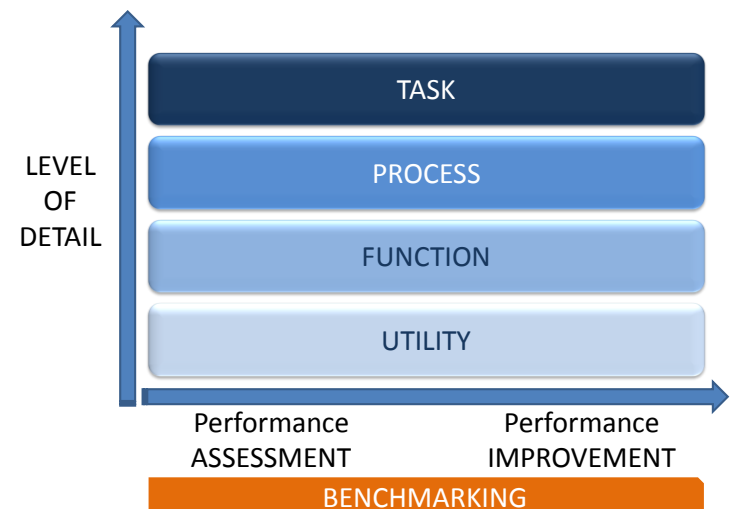 TASK
PROCESS
FUNCTION
UTILITY
LEVEL
OF
DETAIL
Performance
ASSESSMENT
Performance
IMPROVEMENT
BENCHMARKING